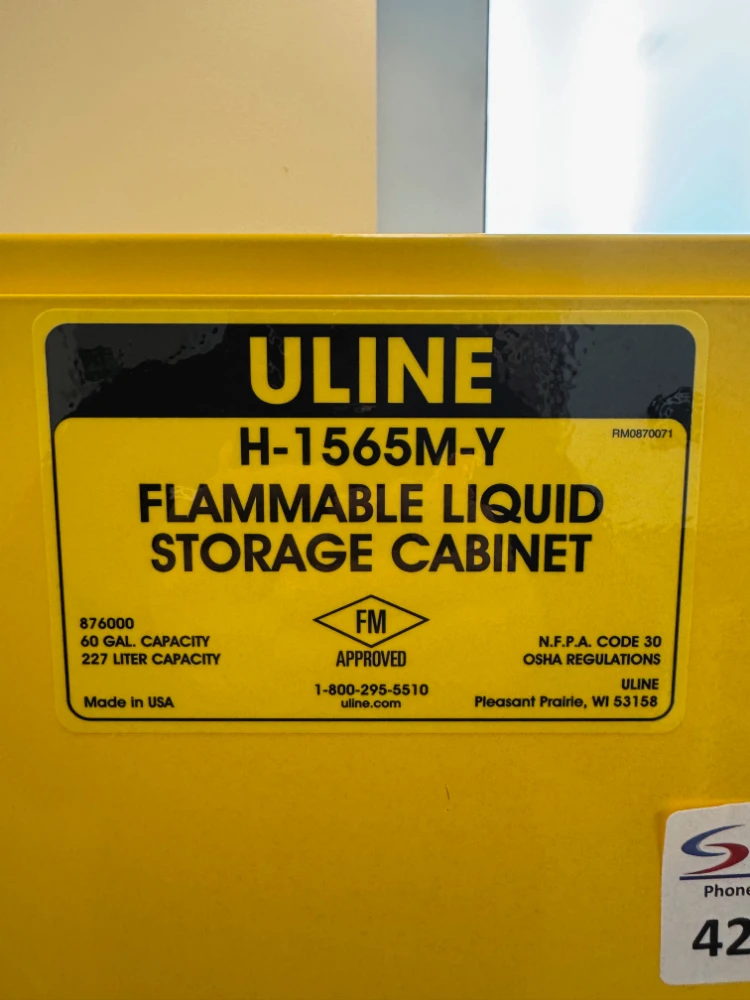 ULINE
H-1565M-Y
RM0870071
FLAMMABLE LIQUID
STORAGE CABINET
876000
60 GAL. CAPACITY
227 LITER CAPACITY
Made in USA
FM
APPROVED
1-800-295-5510
uline.com
N.F.P.A. CODE 30
OSHA REGULATIONS
ULINE
Pleasant Prairie, WI 53158
Phone
42